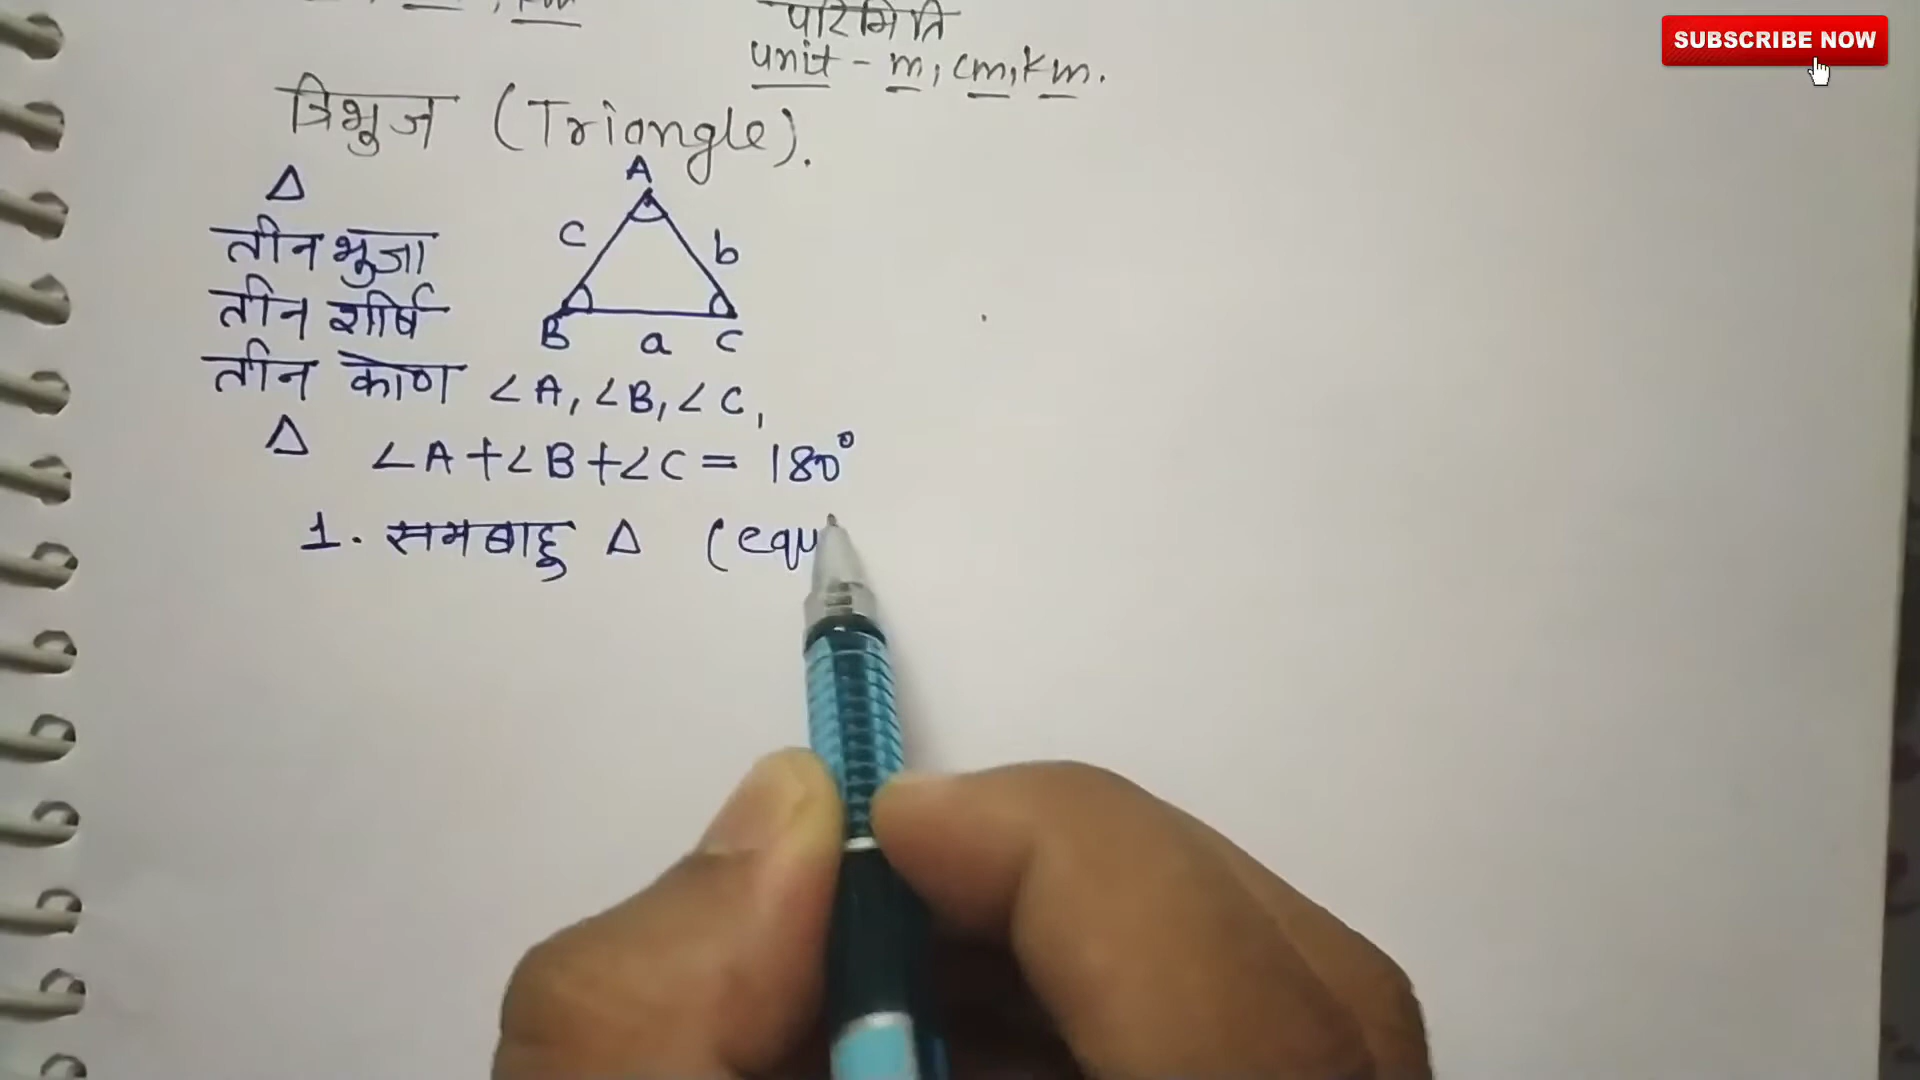 परिमिति
unit - m, cm, km.
SUBSCRIBE NOW
त्रिभुज (Triangle).
Δ
A
c
b
B
a
C
तीन भुजा
तीन शीर्ष
तीन कोण ∠A, ∠B, ∠C,
Δ ∠A+∠B+∠C = 180°
1. समबाहु Δ (equ